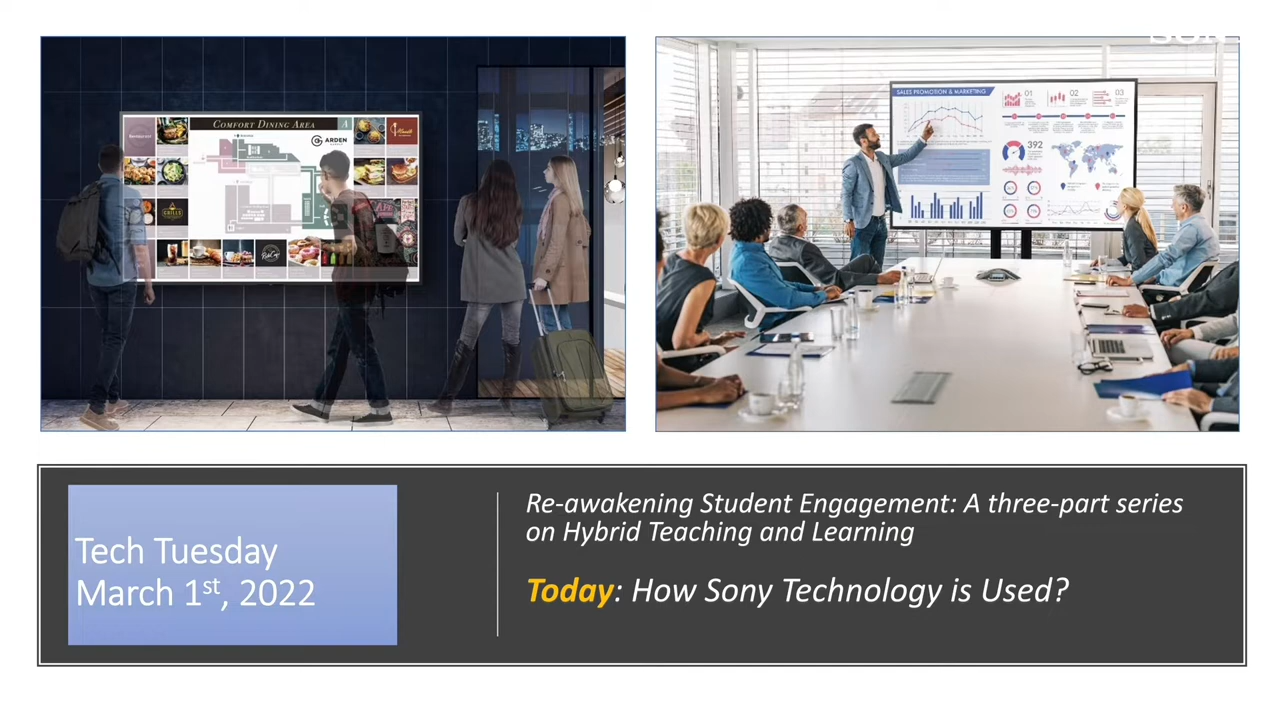 COMFORT DINING AREA
ARDEN
GRILLS
SALES PROMOTION & MARKETING
01
02
03
392
Tech Tuesday
March 1st, 2022
Re-awakening Student Engagement: A three-part series
on Hybrid Teaching and Learning
Today: How Sony Technology is Used?